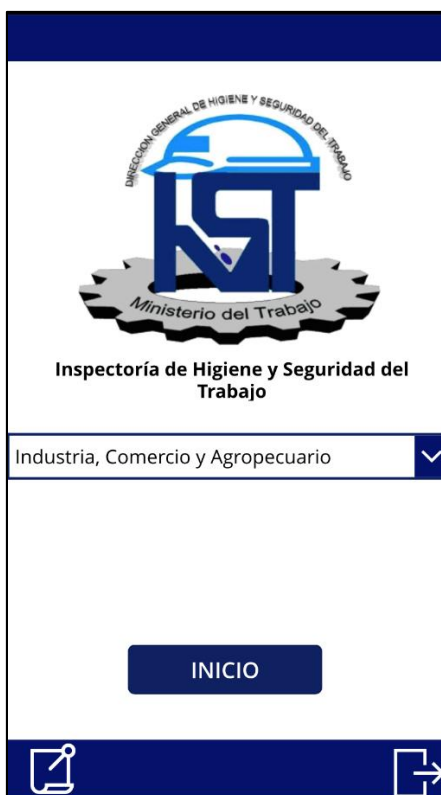 DIRECCION GENERAL DE HIGIENE Y SEGURIDAD DEL TRABAJO
HST
Ministerio del Trabajo
Inspectoría de Higiene y Seguridad del
Trabajo
Industria, Comercio y Agropecuario
INICIO